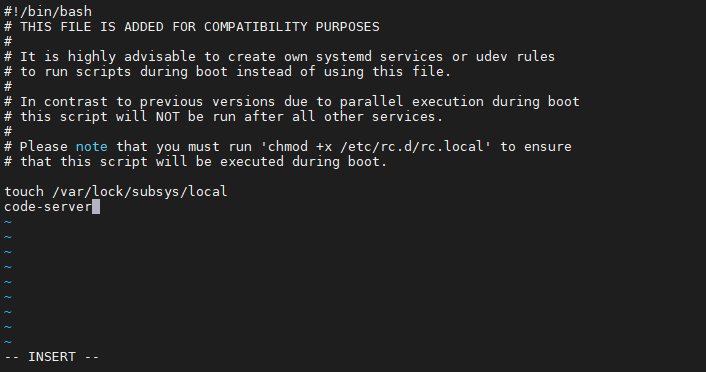 #!/bin/bash
# THIS FILE IS ADDED FOR COMPATIBILITY PURPOSES
#
# It is highly advisable to create own systemd services or udev rules
# to run scripts during boot instead of using this file.
#
# In contrast to previous versions due to parallel execution during boot
# this script will NOT be run after all other services.
#
# Please note that you must run 'chmod +x /etc/rc.d/rc.local' to ensure
# that this script will be executed during boot.

touch /var/lock/subsys/local
code-server
~
~
~
~
~
~
~
~
~
-- INSERT --